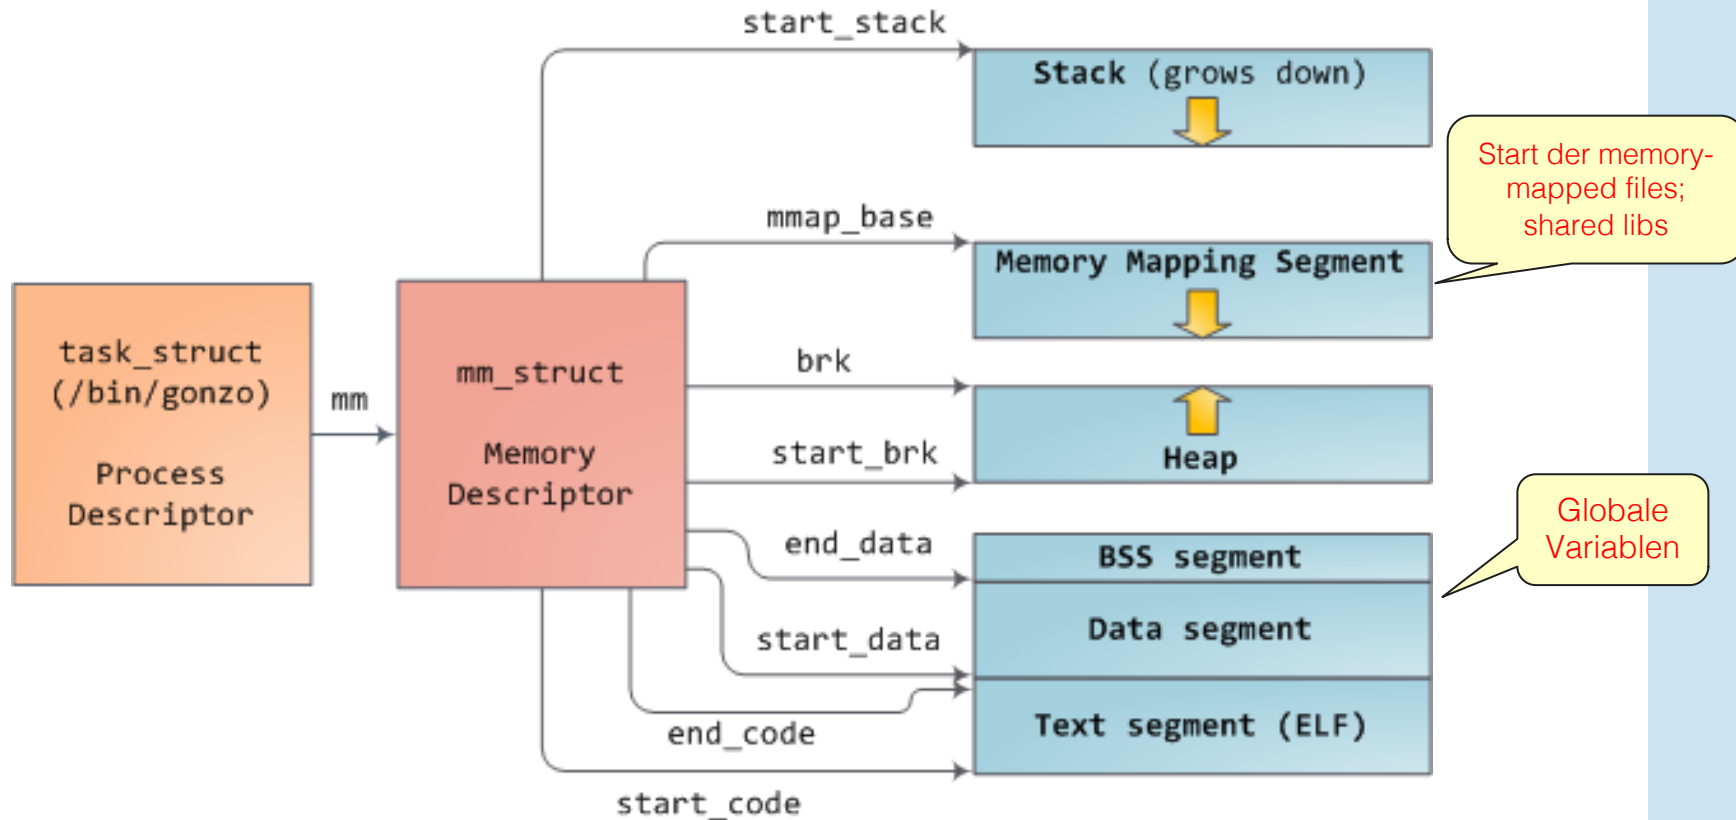 start_stack
Stack (grows down)
Start der memory-
mapped files;
shared libs
mmap_base
Memory Mapping Segment
task_struct
(/bin/gonzo)
Process
Descriptor
mm
mm_struct
Memory
Descriptor
brk
start_brk
Heap
Globale
Variablen
end_data
BSS segment
start_data
Data segment
end_code
Text segment (ELF)
start_code